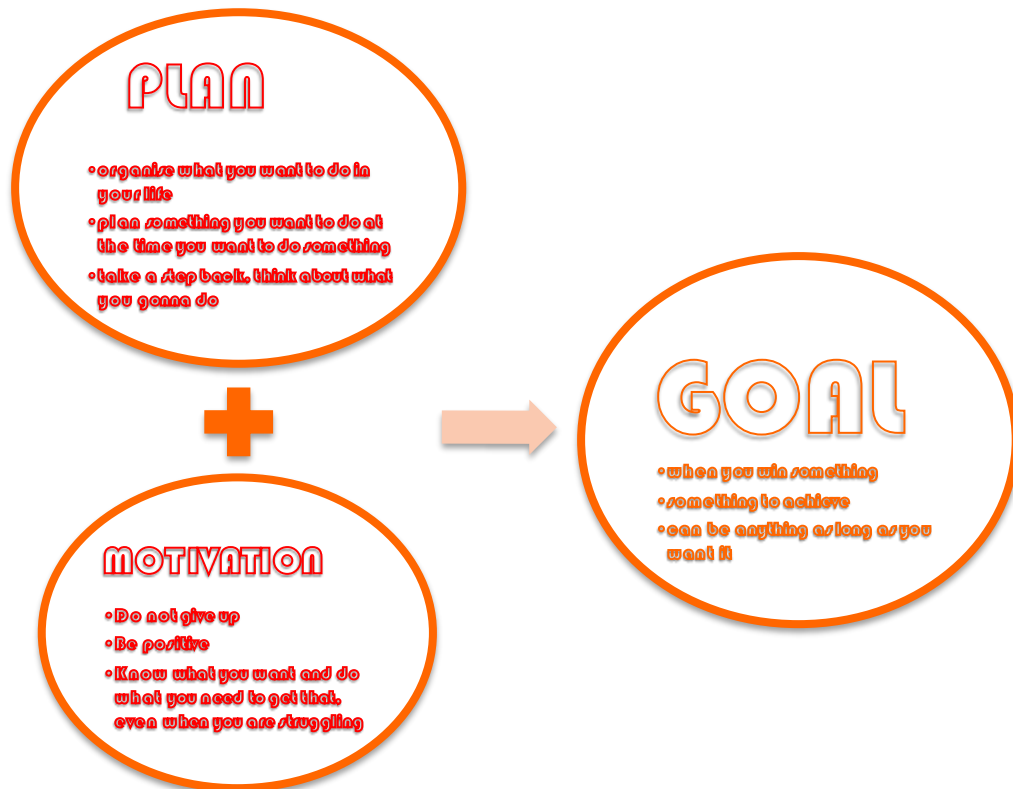 PLAN
•organise what you want to do in
your life
•plan something you want to do at
the time you want to do something
•take a step back, think about what
you gonna do
MOTIVATION
•Do not give up
•Be positive
•Know what you want and do
what you need to get that,
even when you are struggling
GOAL
•when you win something
•something to achieve
•can be anything as long as you
want it